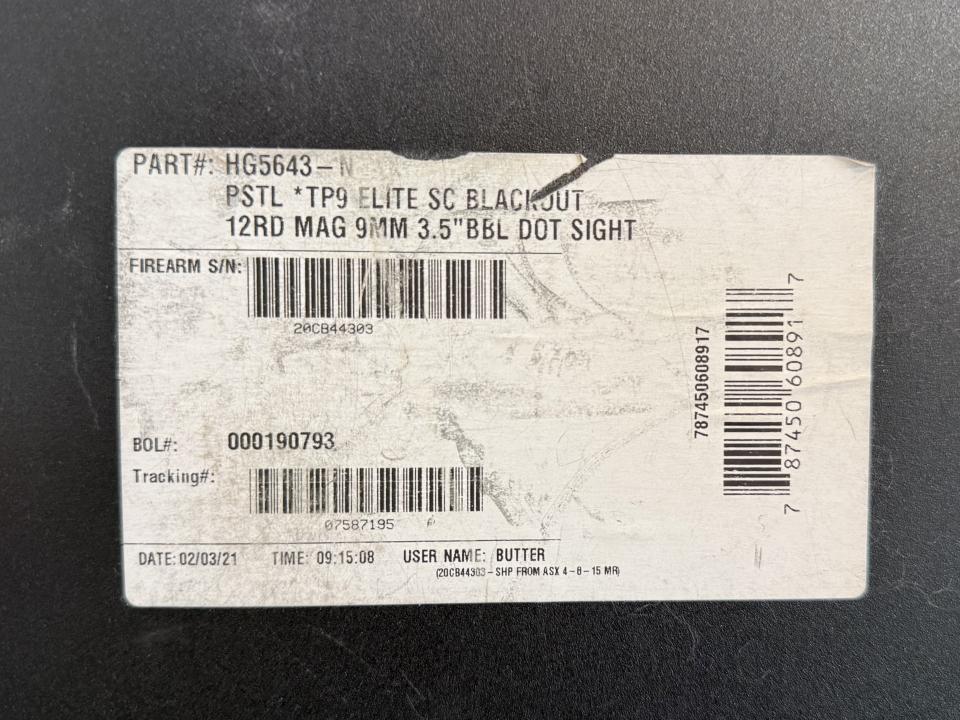 PART#: HG5643-N
PSTL *TP9 ELITE SC BLACKOUT
12RD MAG 9MM 3.5"BBL DOT SIGHT
FIREARM S/N:
20CB44303
BOL#: 000190793
Tracking#:
07587195
DATE: 02/03/21 TIME: 09:15:08 USER NAME: BUTTER
(20CB44303-SHP FROM ASX 4-8-15 MR)
787450608917
7 87450 60891 7